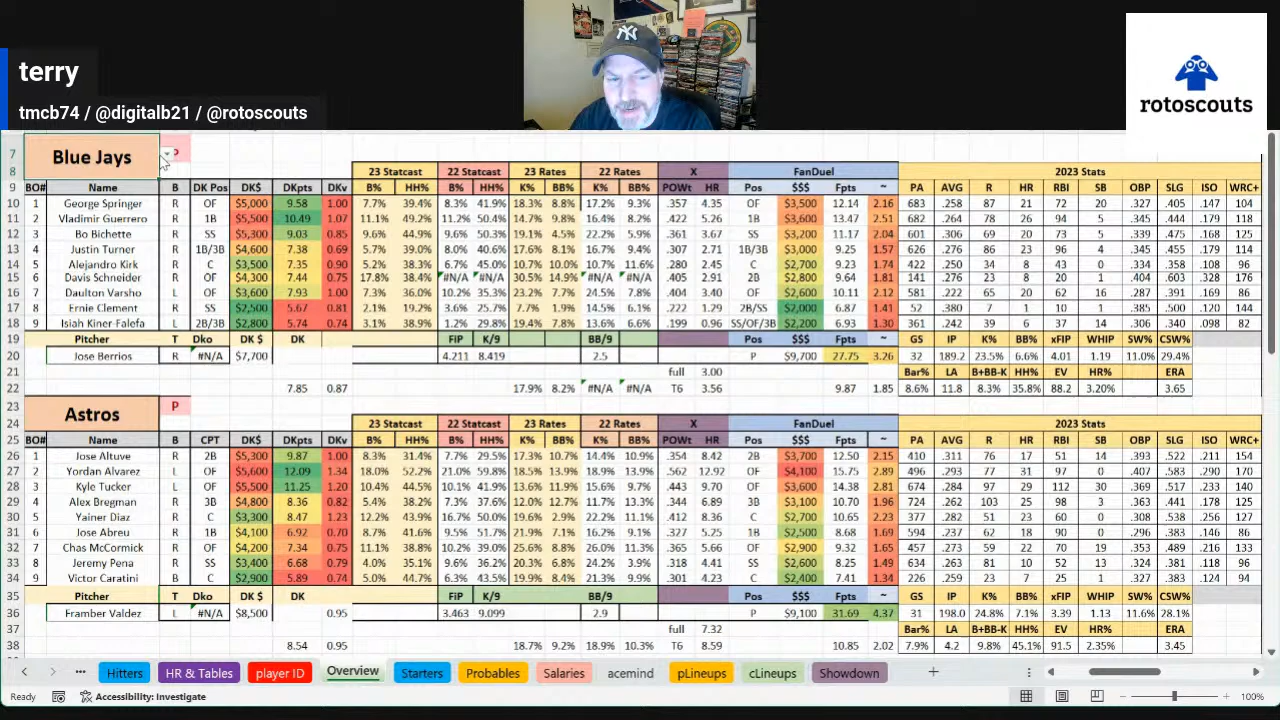 terry
tmcb74 / @digitalb21 / @rotoscouts
rotoscouts
7 Blue Jays P
8 23 Statcast 22 Statcast 23 Rates 22 Rates X FanDuel 2023 Stats
9 BO# Name B DK Pos DK$ DKpts DKv B% HH% B% HH% K% BB% K% BB% POWt HR Pos $$$ Fpts ~ PA AVG R HR RBI SB OBP SLG ISO WRC+
10 1 George Springer R OF $5,000 9.58 1.00 7.7% 39.4% 8.3% 41.9% 18.3% 8.8% 17.2% 9.3% .357 4.35 OF $3,500 12.14 2.16 683 .258 87 21 72 20 .327 .405 .147 104
11 2 Vladimir Guerrero R 1B $5,500 10.49 1.07 11.1% 49.2% 11.2% 50.4% 14.7% 9.8% 16.4% 8.2% .422 5.26 1B $3,600 13.47 2.51 682 .264 78 26 94 5 .345 .444 .179 118
12 3 Bo Bichette R SS $5,300 9.03 0.85 9.6% 44.9% 9.6% 50.0% 19.1% 4.5% 22.2% 5.9% .361 3.67 SS $3,200 11.17 2.04 601 .306 69 20 73 5 .339 .475 .168 125
13 4 Justin Turner R 1B/3B $4,600 7.38 0.69 5.7% 39.0% 8.0% 40.6% 17.6% 8.1% 16.7% 9.4% .307 2.71 1B/3B $3,000 9.25 1.57 626 .276 86 23 96 4 .345 .455 .179 114
14 5 Alejandro Kirk R C $3,500 7.35 0.90 5.2% 38.3% 6.7% 45.0% 10.7% 10.0% 10.7% 11.6% .280 2.45 C $2,700 9.23 1.74 422 .250 34 8 43 0 .334 .358 .108 96
15 6 Davis Schneider R OF $4,300 7.44 0.75 17.8% 38.4% #N/A #N/A 30.5% 14.9% #N/A #N/A .405 2.91 2B $2,800 9.64 1.81 141 .276 23 8 20 1 .404 .603 .328 176
16 7 Daulton Varsho L OF $3,600 7.93 1.00 7.3% 36.0% 10.2% 35.3% 23.2% 7.7% 24.5% 7.8% .404 3.40 OF $2,600 10.11 2.12 581 .222 65 20 62 16 .287 .391 .169 86
17 8 Ernie Clement R SS $2,500 5.67 0.81 2.1% 19.2% 3.6% 25.7% 7.7% 1.9% 14.5% 6.1% .222 1.73 2B/SS $2,000 6.87 1.41 52 .380 7 1 10 1 .385 .500 .120 144
18 9 Isiah Kiner-Falefa L 2B/3B $2,800 5.74 0.74 3.1% 38.9% 1.2% 29.8% 19.4% 7.8% 13.6% 6.6% .199 0.96 SS/OF/3B $2,200 6.93 1.30 361 .242 39 6 37 14 .306 .340 .098 82
19 Pitcher T Dko DK $ DK FIP K/9 BB/9 Pos $$$ Fpts ~ GS IP K% BB% xFIP WHIP SW% CSW%
20 Jose Berrios R #N/A $7,700 4.211 8.419 2.5 P $9,700 27.75 3.26 32 189.2 23.5% 6.6% 4.01 1.19 11.0% 29.4%
21 full 3.00 Bar% LA B+BB-K HH% EV HR% ERA
22 7.85 0.87 17.9% 8.2% #N/A #N/A T6 3.56 9.87 1.85 8.6% 11.8 8.3% 35.8% 88.2 3.20% 3.65
23 Astros P
24 23 Statcast 22 Statcast 23 Rates 22 Rates X FanDuel 2023 Stats
25 BO# Name B CPT DK$ DKpts DKv B% HH% B% HH% K% BB% K% BB% POWt HR Pos $$$ Fpts ~ PA AVG R HR RBI SB OBP SLG ISO WRC+
26 1 Jose Altuve R 2B $5,300 9.87 1.00 8.3% 31.4% 7.7% 29.5% 17.3% 10.7% 14.4% 10.9% .354 8.42 2B $3,700 12.50 2.15 410 .311 76 17 51 14 .393 .522 .211 154
27 2 Yordan Alvarez L OF $5,600 12.09 1.34 18.0% 52.2% 21.0% 59.8% 18.5% 13.9% 18.9% 13.9% .562 12.92 OF $4,100 15.75 2.89 496 .293 77 31 97 0 .407 .583 .290 170
28 3 Kyle Tucker L OF $5,500 11.25 1.20 10.4% 44.5% 10.1% 41.9% 13.6% 11.9% 15.6% 9.7% .443 9.70 OF $3,600 14.38 2.81 674 .284 97 29 112 30 .369 .517 .233 140
29 4 Alex Bregman R 3B $4,800 8.36 0.82 5.4% 38.2% 7.3% 37.6% 12.0% 12.7% 11.7% 13.3% .344 6.89 3B $3,100 10.70 1.96 724 .262 103 25 98 3 .363 .441 .178 125
30 5 Yainer Diaz R C $3,300 8.47 1.23 12.2% 43.9% 16.7% 50.0% 19.6% 2.9% 22.2% 11.1% .412 8.36 C $2,700 10.65 2.23 377 .282 51 23 60 0 .308 .538 .256 127
31 6 Jose Abreu R 1B $4,100 6.92 0.70 8.7% 41.6% 9.5% 51.7% 21.9% 7.1% 16.2% 9.1% .327 5.25 1B $2,500 8.68 1.69 594 .237 62 18 90 0 .296 .383 .146 86
32 7 Chas McCormick R OF $4,200 7.34 0.75 11.1% 38.8% 10.2% 39.0% 25.6% 8.8% 26.0% 11.3% .365 5.66 OF $2,900 9.32 1.65 457 .273 59 22 70 19 .353 .489 .216 133
33 8 Jeremy Pena R SS $3,400 6.68 0.79 4.0% 35.1% 9.6% 36.2% 20.3% 6.8% 24.2% 3.9% .318 4.41 SS $2,600 8.25 1.49 634 .263 81 10 52 13 .324 .381 .118 96
34 9 Victor Caratini B C $2,900 5.89 0.74 5.0% 44.7% 6.3% 43.5% 19.9% 8.4% 21.3% 9.9% .301 4.23 C $2,400 7.41 1.34 226 .259 23 7 25 1 .327 .383 .124 94
35 Pitcher T Dko DK $ DK FIP K/9 BB/9 Pos $$$ Fpts ~ GS IP K% BB% xFIP WHIP SW% CSW%
36 Framber Valdez L #N/A $8,500 0.95 3.463 9.099 2.9 P $9,100 31.69 4.37 31 198.0 24.8% 7.1% 3.39 1.13 11.6% 28.1%
37 full 7.32 Bar% LA B+BB-K HH% EV HR% ERA
38 8.54 0.95 18.7% 9.2% 18.9% 10.3% T6 8.59 10.85 2.02 7.9% 4.2 9.8% 45.1% 91.5 2.35% 3.45
Hitters HR & Tables player ID Overview Starters Probables Salaries acemind pLineups cLineups Showdown
Ready Accessibility: Investigate 100%